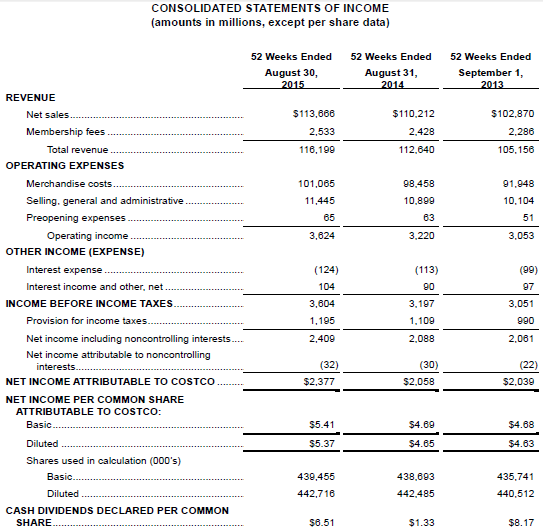 CONSOLIDATED STATEMENTS OF INCOME
(amounts in millions, except per share data)
52 Weeks Ended 52 Weeks Ended 52 Weeks Ended
August 30, August 31, September 1,
2015 2014 2013
REVENUE
Net sales $113,666 $110,212 $102,870
Membership fees 2,533 2,428 2,286
Total revenue 116,199 112,640 105,156
OPERATING EXPENSES
Merchandise costs 101,065 98,458 91,948
Selling, general and administrative 11,445 10,899 10,104
Preopening expenses 65 63 51
Operating income 3,624 3,220 3,053
OTHER INCOME (EXPENSE)
Interest expense (124) (113) (99)
Interest income and other, net 104 90 97
INCOME BEFORE INCOME TAXES 3,604 3,197 3,051
Provision for income taxes 1,195 1,109 990
Net income including noncontrolling interests 2,409 2,088 2,061
Net income attributable to noncontrolling
interests (32) (30) (22)
NET INCOME ATTRIBUTABLE TO COSTCO $2,377 $2,058 $2,039
NET INCOME PER COMMON SHARE
ATTRIBUTABLE TO COSTCO:
Basic $5.41 $4.69 $4.68
Diluted $5.37 $4.65 $4.63
Shares used in calculation (000's)
Basic 439,455 438,693 435,741
Diluted 442,716 442,485 440,512
CASH DIVIDENDS DECLARED PER COMMON
SHARE $6.51 $1.33 $8.17